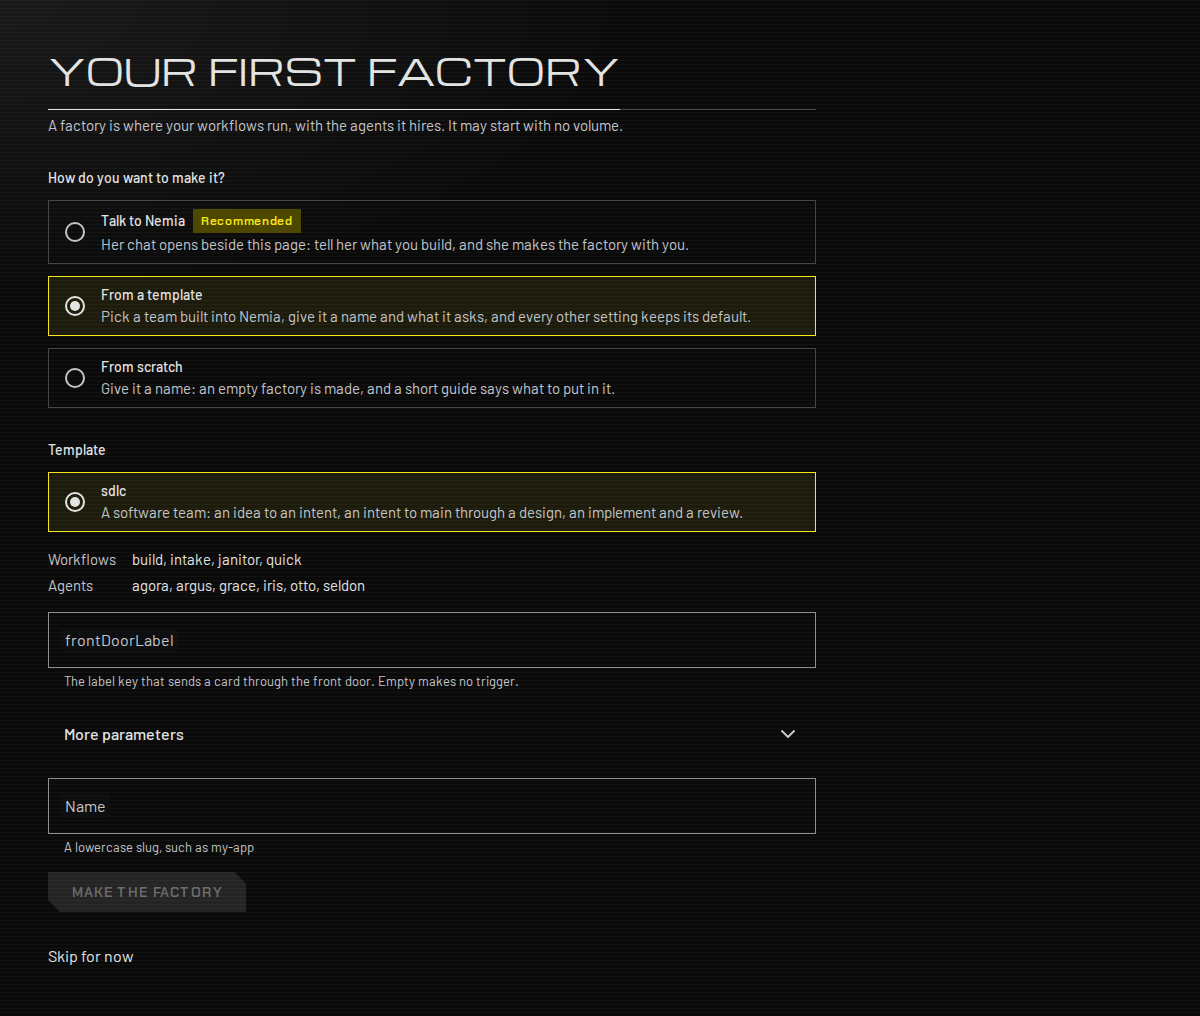 YOUR FIRST FACTORY
A factory is where your workflows run, with the agents it hires. It may start with no volume.
How do you want to make it?
Talk to Nemia Recommended
Her chat opens beside this page: tell her what you build, and she makes the factory with you.
From a template
Pick a team built into Nemia, give it a name and what it asks, and every other setting keeps its default.
From scratch
Give it a name: an empty factory is made, and a short guide says what to put in it.
Template
sdlc
A software team: an idea to an intent, an intent to main through a design, an implement and a review.
Workflows build, intake, janitor, quick
Agents agora, argus, grace, iris, otto, seldon
frontDoorLabel
The label key that sends a card through the front door. Empty makes no trigger.
More parameters
Name
A lowercase slug, such as my-app
MAKE THE FACTORY
Skip for now